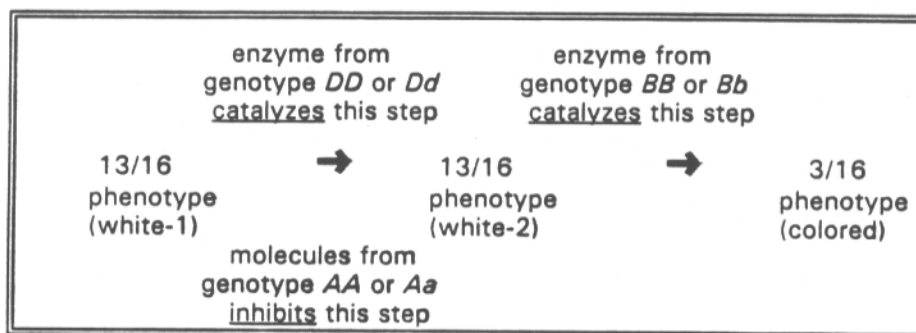 enzyme from
genotype DD or Dd
catalyzes this step
enzyme from
genotype BB or Bb
catalyzes this step
13/16
phenotype
(white-1)
➔
13/16
phenotype
(white-2)
➔
3/16
phenotype
(colored)
molecules from
genotype AA or Aa
inhibits this step